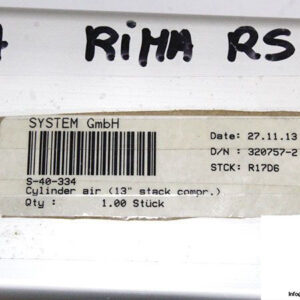 RiMA RS
SYSTEM GmbH
Date: 27.11.13
D/N : 320757-2
STCK: R17D6
S-40-334
Cylinder air (13" stack compr.)
Qty : 1.00 Stück